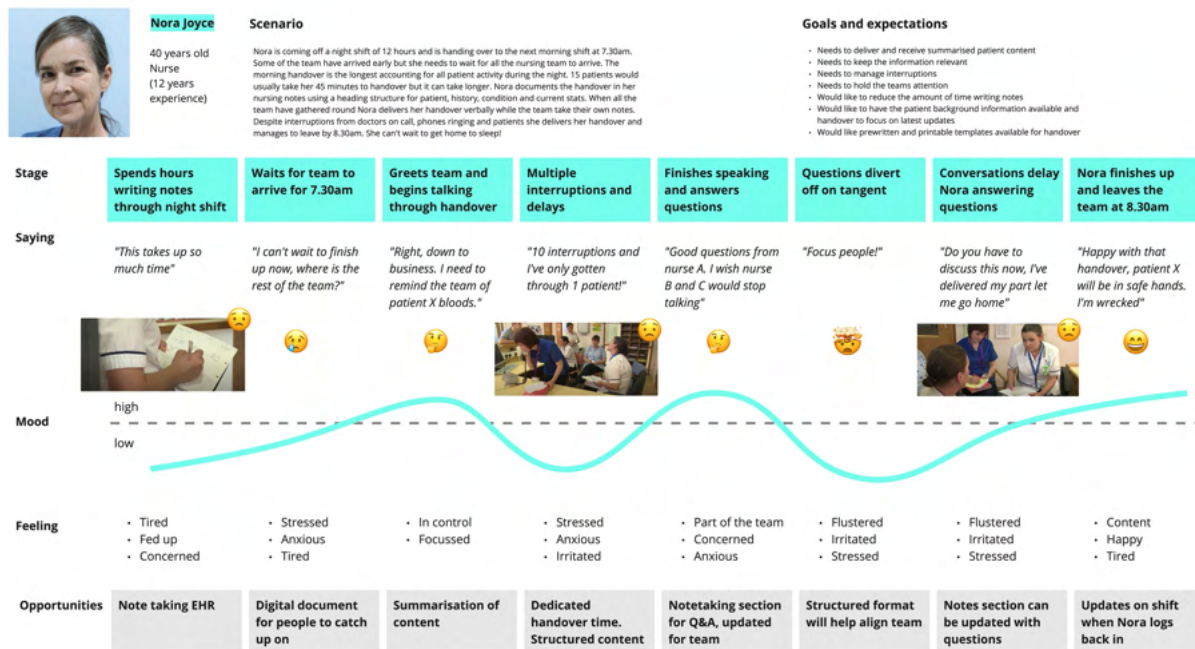 Nora Joyce
40 years old
Nurse
(12 years
experience)
Scenario
Nora is coming off a night shift of 12 hours and is handing over to the next morning shift at 7.30am.
Some of the team have arrived early but she needs to wait for all the nursing team to arrive. The
morning handover is the longest accounting for all patient activity during the night. 15 patients would
usually take her 45 minutes to handover but it can take longer. Nora documents the handover in her
nursing notes using a heading structure for patient, history, condition and current stats. When all the
team have gathered round Nora delivers her handover verbally while the team take their own notes.
Despite interruptions from doctors on call, phones ringing and patients she delivers her handover and
manages to leave by 8.30am. She can't wait to get home to sleep!
Goals and expectations
• Needs to deliver and receive summarised patient content
• Needs to keep the information relevant
• Needs to manage interruptions
• Needs to hold the teams attention
• Would like to reduce the amount of time writing notes
• Would like to have the patient background information available and
handover to focus on latest updates
• Would like prewritten and printable templates available for handover
Stage
Spends hours
writing notes
through night shift
Waits for team to
arrive for 7.30am
Greets team and
begins talking
through handover
Multiple
interruptions and
delays
Finishes speaking
and answers
questions
Questions divert
off on tangent
Conversations delay
Nora answering
questions
Nora finishes up
and leaves the
team at 8.30am
Saying
"This takes up so
much time"
"I can't wait to finish
up now, where is the
rest of the team?"
"Right, down to
business. I need to
remind the team of
patient X bloods."
"10 interruptions and
I've only gotten
through 1 patient!"
"Good questions from
nurse A. I wish nurse
B and C would stop
talking"
"Focus people!"
"Do you have to
discuss this now, I've
delivered my part let
me go home"
"Happy with that
handover, patient X
will be in safe hands.
I'm wrecked"
Mood
high
low
Feeling
• Tired
• Fed up
• Concerned
• Stressed
• Anxious
• Tired
• In control
• Focussed
• Stressed
• Anxious
• Irritated
• Part of the team
• Concerned
• Anxious
• Flustered
• Irritated
• Stressed
• Flustered
• Irritated
• Stressed
• Content
• Happy
• Tired
Opportunities
Note taking EHR
Digital document
for people to catch
up on
Summarisation of
content
Dedicated
handover time.
Structured content
Notetaking section
for Q&A, updated
for team
Structured format
will help align team
Notes section can
be updated with
questions
Updates on shift
when Nora logs
back in